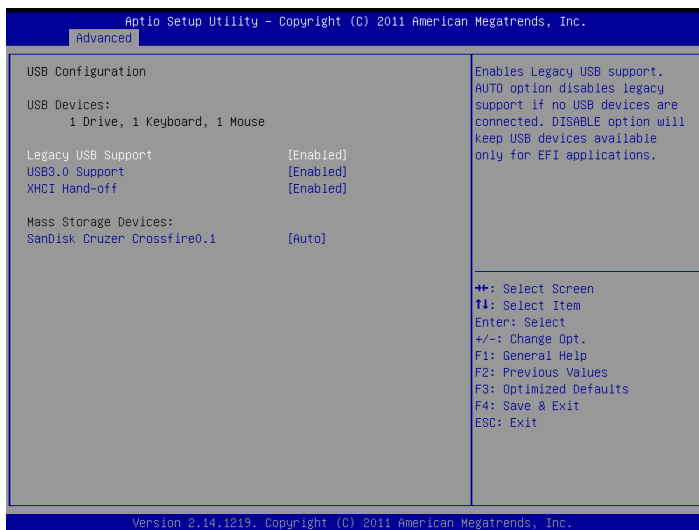 Aptio Setup Utility – Copyright (C) 2011 American Megatrends, Inc.
Advanced
USB Configuration
USB Devices:
1 Drive, 1 Keyboard, 1 Mouse
Legacy USB Support [Enabled]
USB3.0 Support [Enabled]
XHCI Hand-off [Enabled]
Mass Storage Devices:
SanDisk Cruzer Crossfire0.1 [Auto]
Enables Legacy USB support.
AUTO option disables legacy
support if no USB devices are
connected. DISABLE option will
keep USB devices available
only for EFI applications.
→←: Select Screen
↑↓: Select Item
Enter: Select
+/-: Change Opt.
F1: General Help
F2: Previous Values
F3: Optimized Defaults
F4: Save & Exit
ESC: Exit
Version 2.14.1219. Copyright (C) 2011 American Megatrends, Inc.